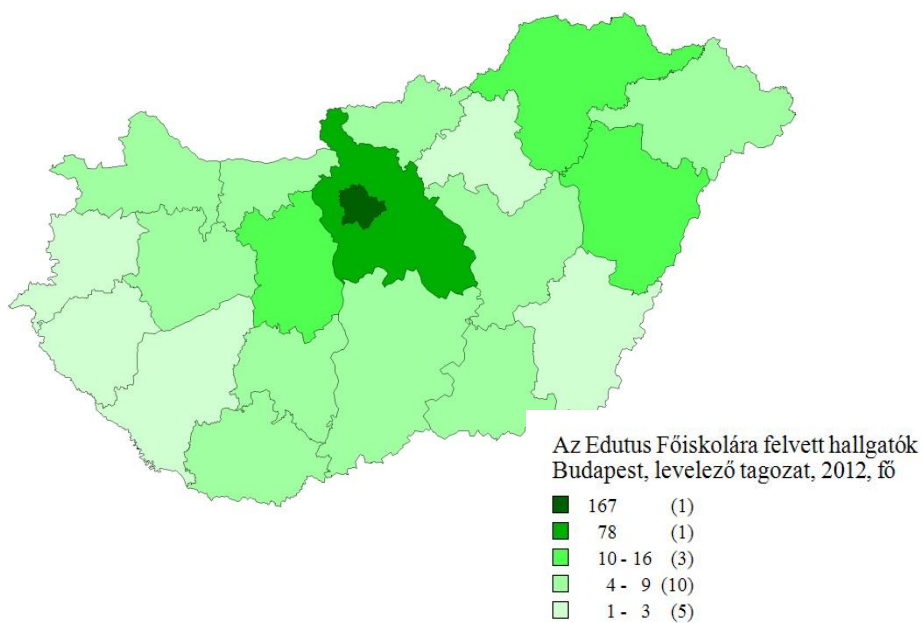 Az Edutus Főiskolára felvett hallgatók
Budapest, levelező tagozat, 2012, fő
167 (1)
78 (1)
10 - 16 (3)
4 - 9 (10)
1 - 3 (5)